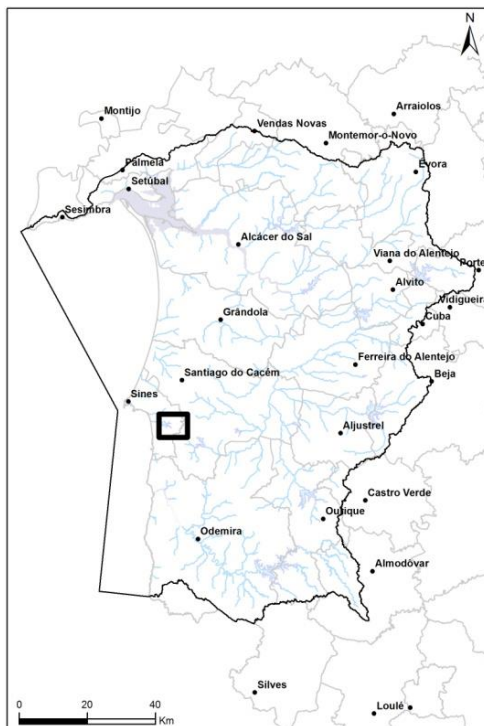 N
Montijo
Arraiolos
Vendas Novas
Montemor-o-Novo
Palmela
Évora
Setúbal
Sesimbra
Alcácer do Sal
Viana do Alentejo
Porte
Alvito
Vidigueira
Grândola
Cuba
Ferreira do Alentejo
Santiago do Cacém
Beja
Sines
Aljustrel
Castro Verde
Ourique
Odemira
Almodôvar
Silves
Loulé
0 20 40
Km